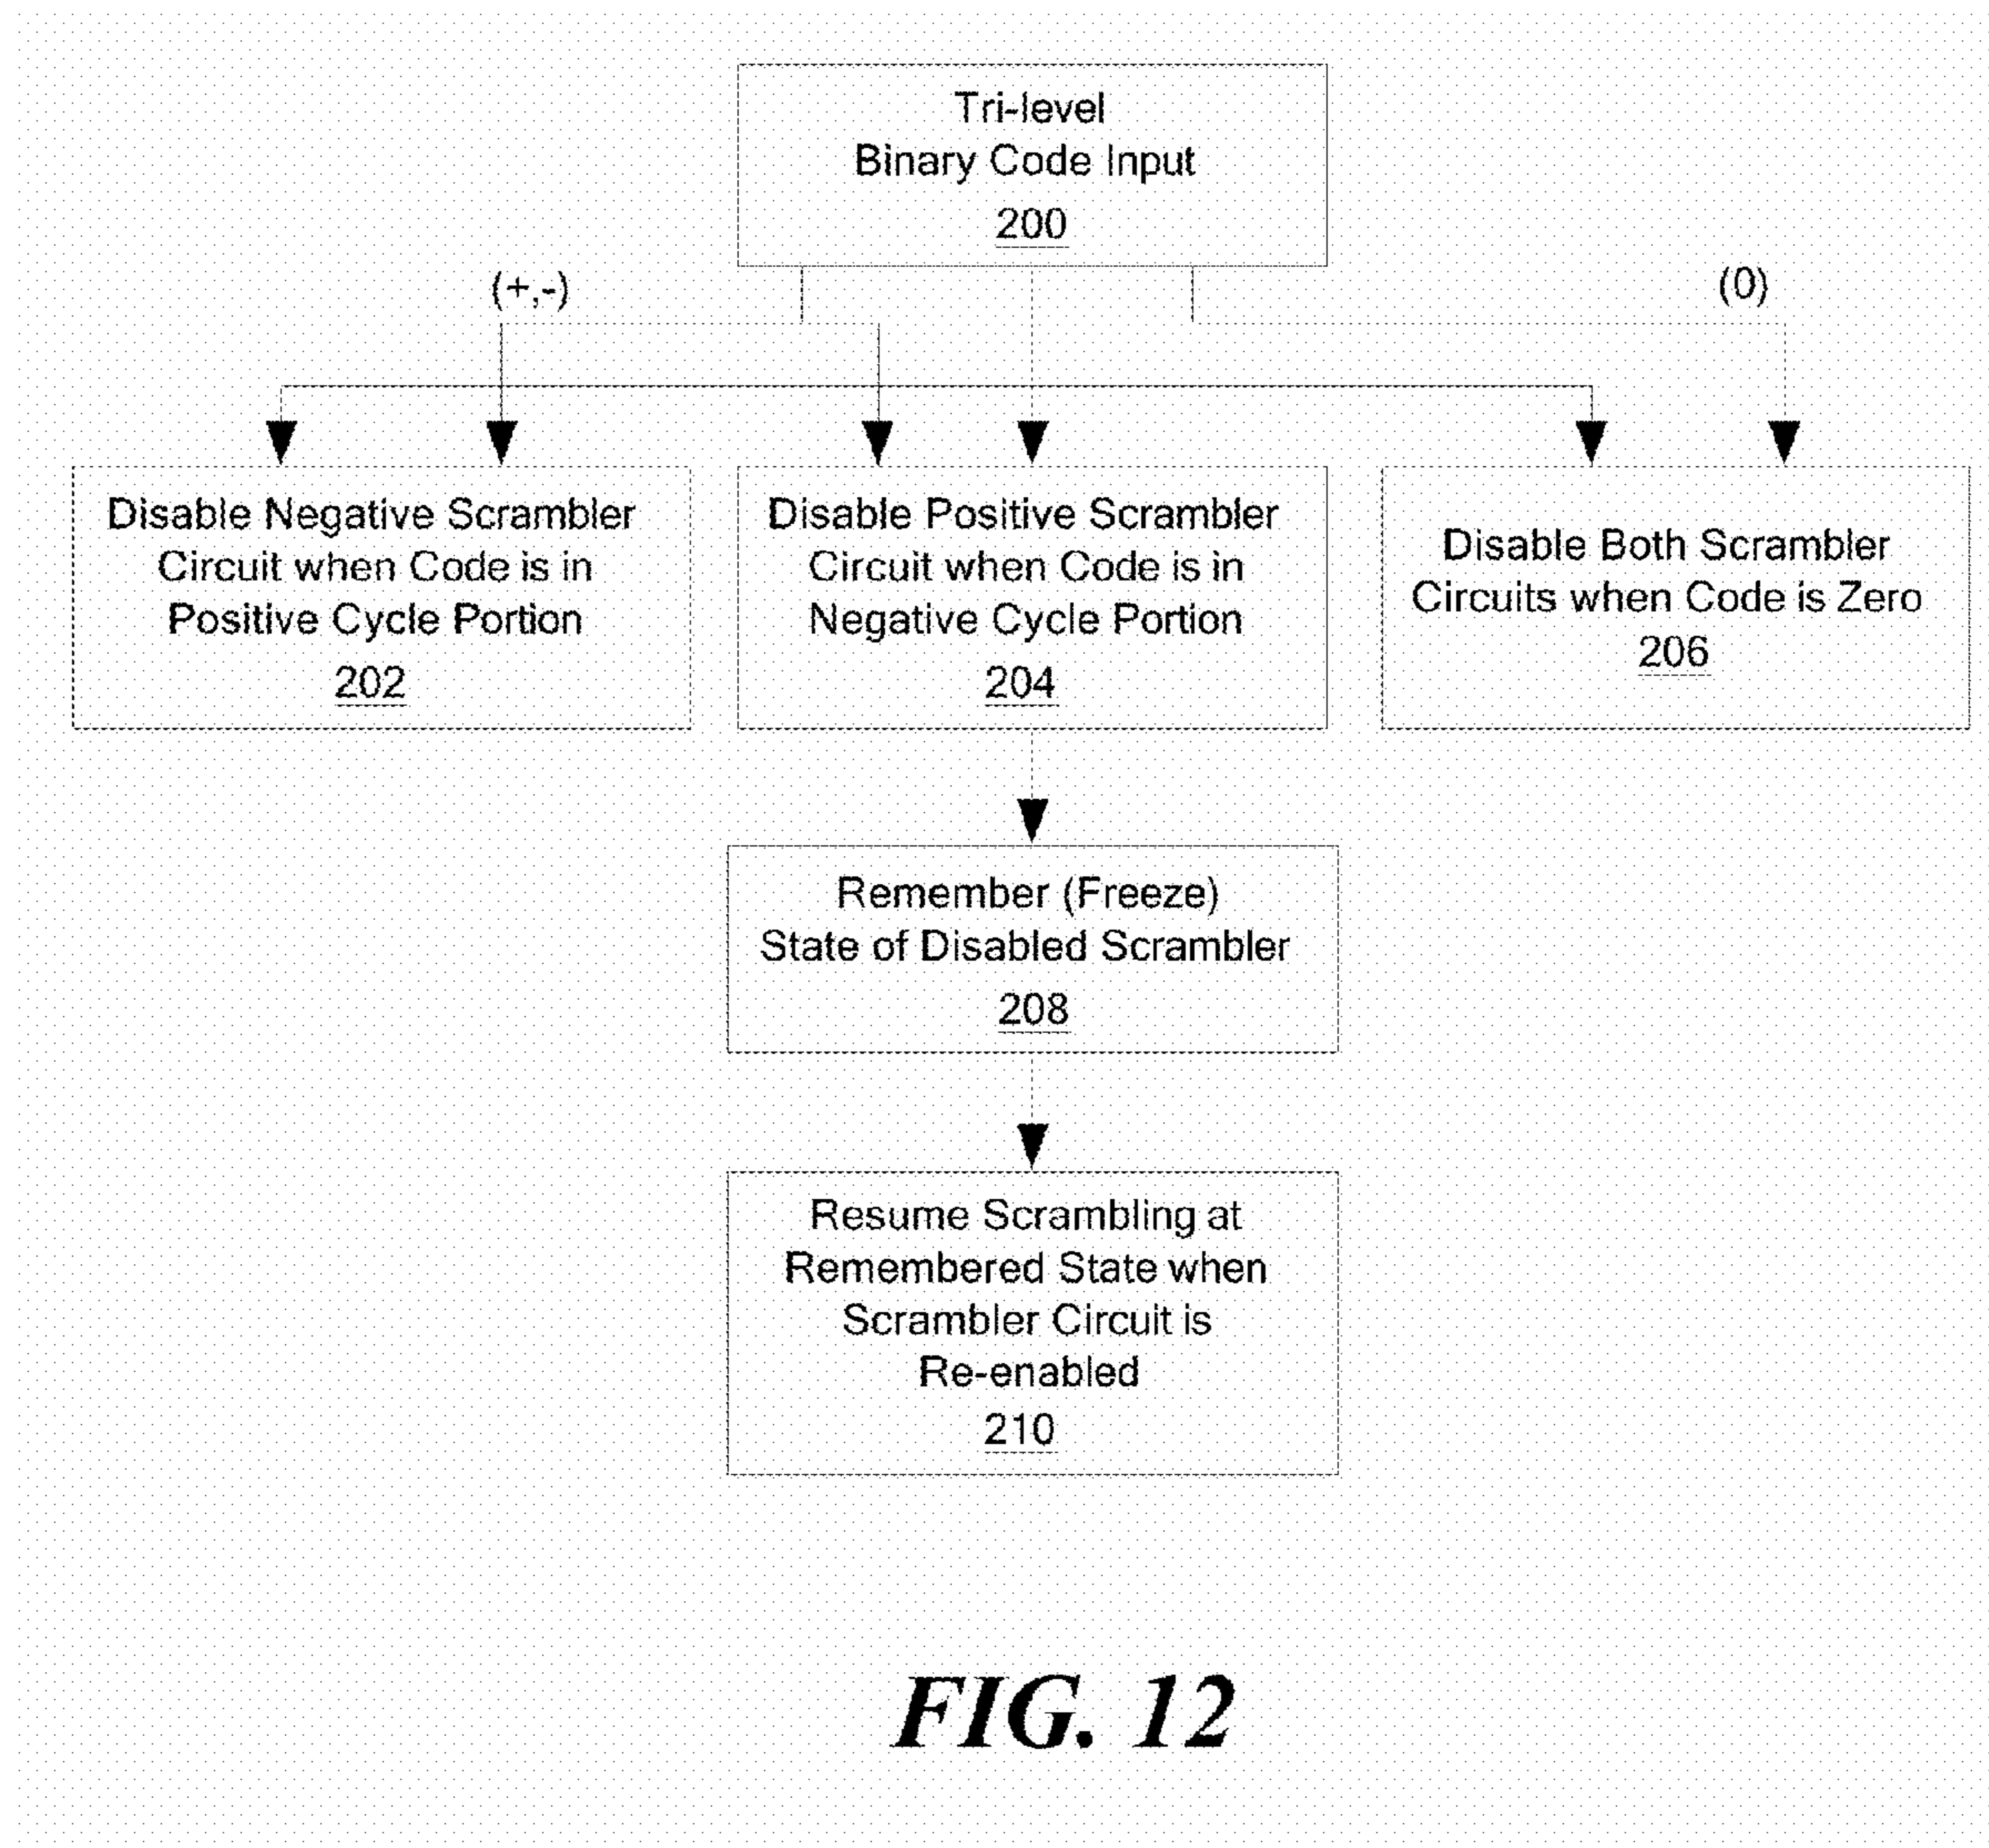 Tri-level
Binary Code Input
200
(+,-)
(0)
Disable Negative Scrambler
Circuit when Code is in
Positive Cycle Portion
202
Disable Positive Scrambler
Circuit when Code is in
Negative Cycle Portion
204
Disable Both Scrambler
Circuits when Code is Zero
206
Remember (Freeze)
State of Disabled Scrambler
208
Resume Scrambling at
Remembered State when
Scrambler Circuit is
Re-enabled
210
FIG. 12